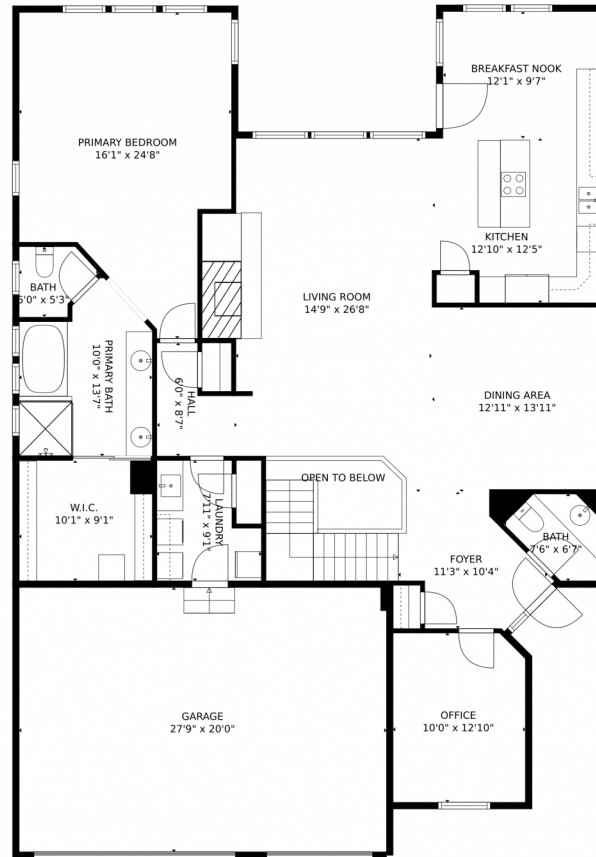 BREAKFAST NOOK
12'1" x 9'7"
PRIMARY BEDROOM
16'1" x 24'8"
KITCHEN
12'10" x 12'5"
BATH
5'0" x 5'3"
LIVING ROOM
14'9" x 26'8"
PRIMARY BATH
10'0" x 13'7"
HALL
6'0" x 8'7"
DINING AREA
12'11" x 13'11"
OPEN TO BELOW
W.I.C.
10'1" x 9'1"
LAUNDRY
7'11" x 9'1"
BATH
7'6" x 6'7"
FOYER
11'3" x 10'4"
GARAGE
27'9" x 20'0"
OFFICE
10'0" x 12'10"